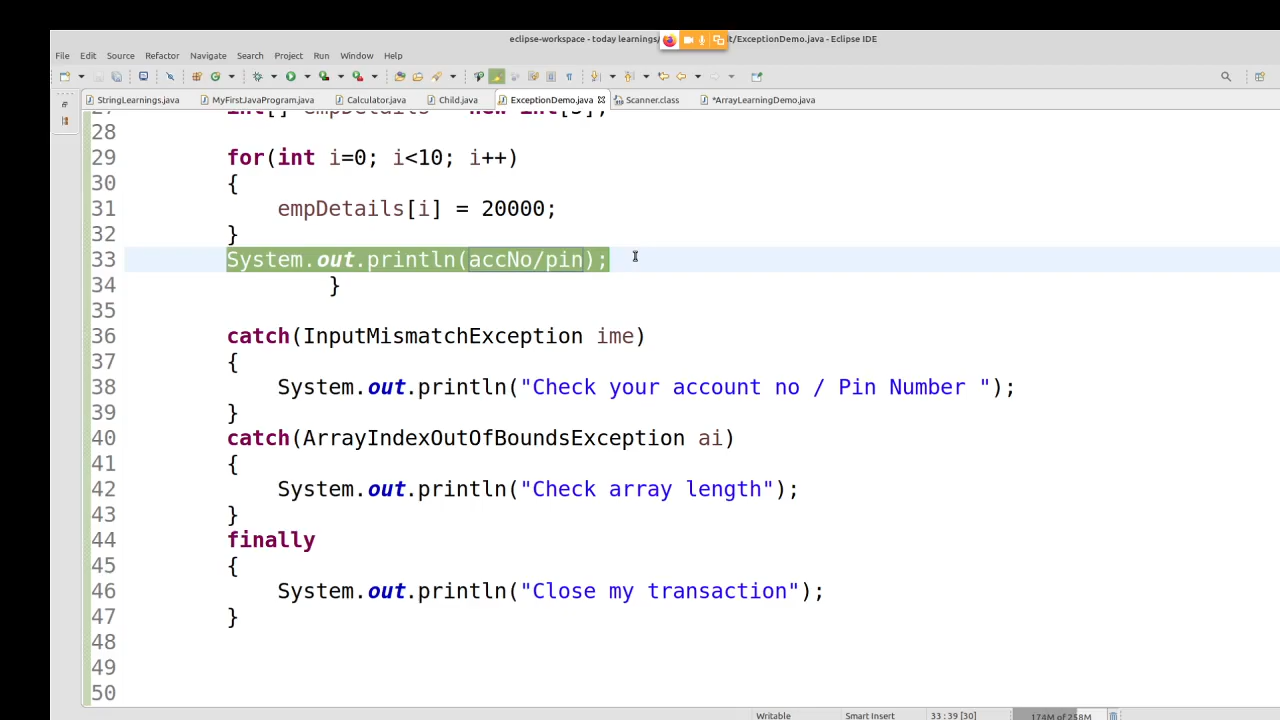 eclipse-workspace - today learnings/ t/ExceptionDemo.java - Eclipse IDE
File Edit Source Refactor Navigate Search Project Run Window Help
StringLearnings.java MyFirstJavaProgram.java Calculator.java Child.java ExceptionDemo.java Scanner.class *ArrayLearningDemo.java
27 int[] empDetails = new int[5];
28
29 for(int i=0; i<10; i++)
30 {
31 empDetails[i] = 20000;
32 }
33 System.out.println(accNo/pin);
34 }
35
36 catch(InputMismatchException ime)
37 {
38 System.out.println("Check your account no / Pin Number ");
39 }
40 catch(ArrayIndexOutOfBoundsException ai)
41 {
42 System.out.println("Check array length");
43 }
44 finally
45 {
46 System.out.println("Close my transaction");
47 }
48
49
50
Writable Smart Insert 33 : 39 [30] 174M of 258M